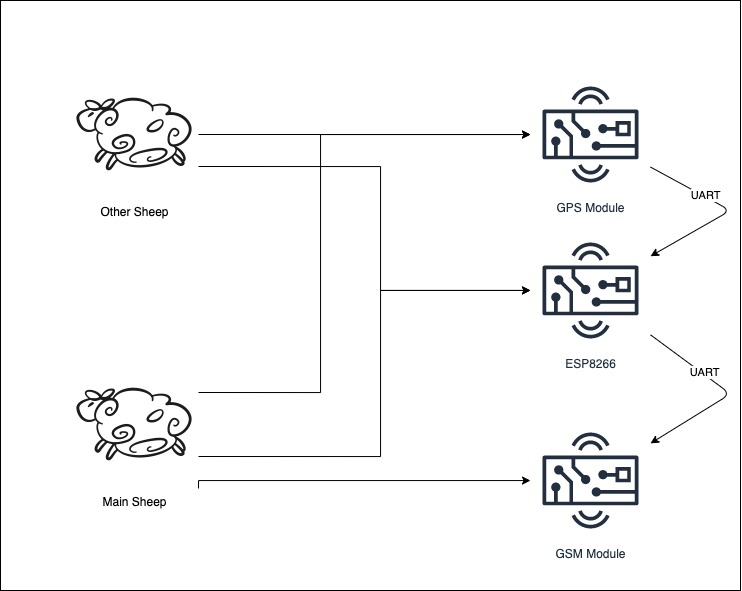 Other Sheep
GPS Module
UART
ESP8266
UART
Main Sheep
GSM Module